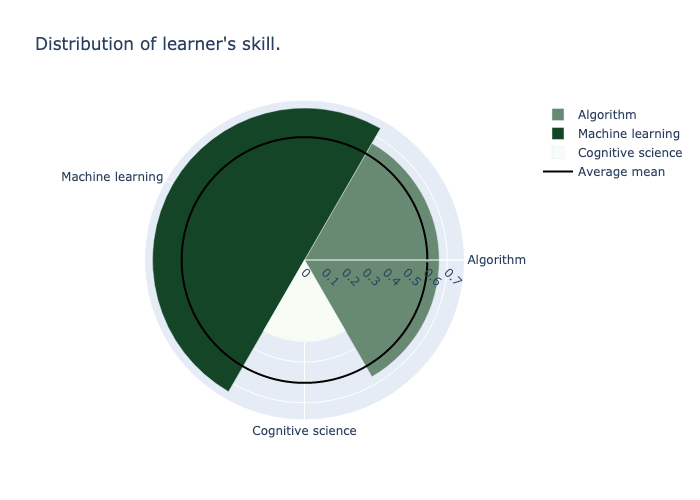 Distribution of learner's skill.
Algorithm
Machine learning
Cognitive science
Average mean
Machine learning
Algorithm
0
0.1
0.2
0.3
0.4
0.5
0.6
0.7
Cognitive science